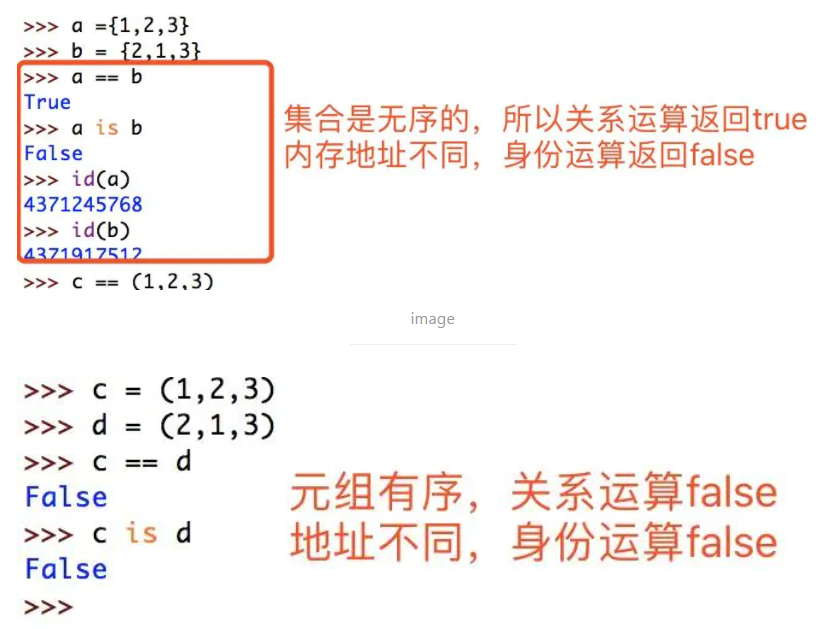 >>> a ={1,2,3}
>>> b = {2,1,3}
>>> a == b
True
>>> a is b
False
>>> id(a)
4371245768
>>> id(b)
4371917512
集合是无序的，所以关系运算返回true
内存地址不同，身份运算返回false
>>> c == (1,2,3)
image
>>> c = (1,2,3)
>>> d = (2,1,3)
>>> c == d
False
>>> c is d
False
>>>
元组有序，关系运算false
地址不同，身份运算false